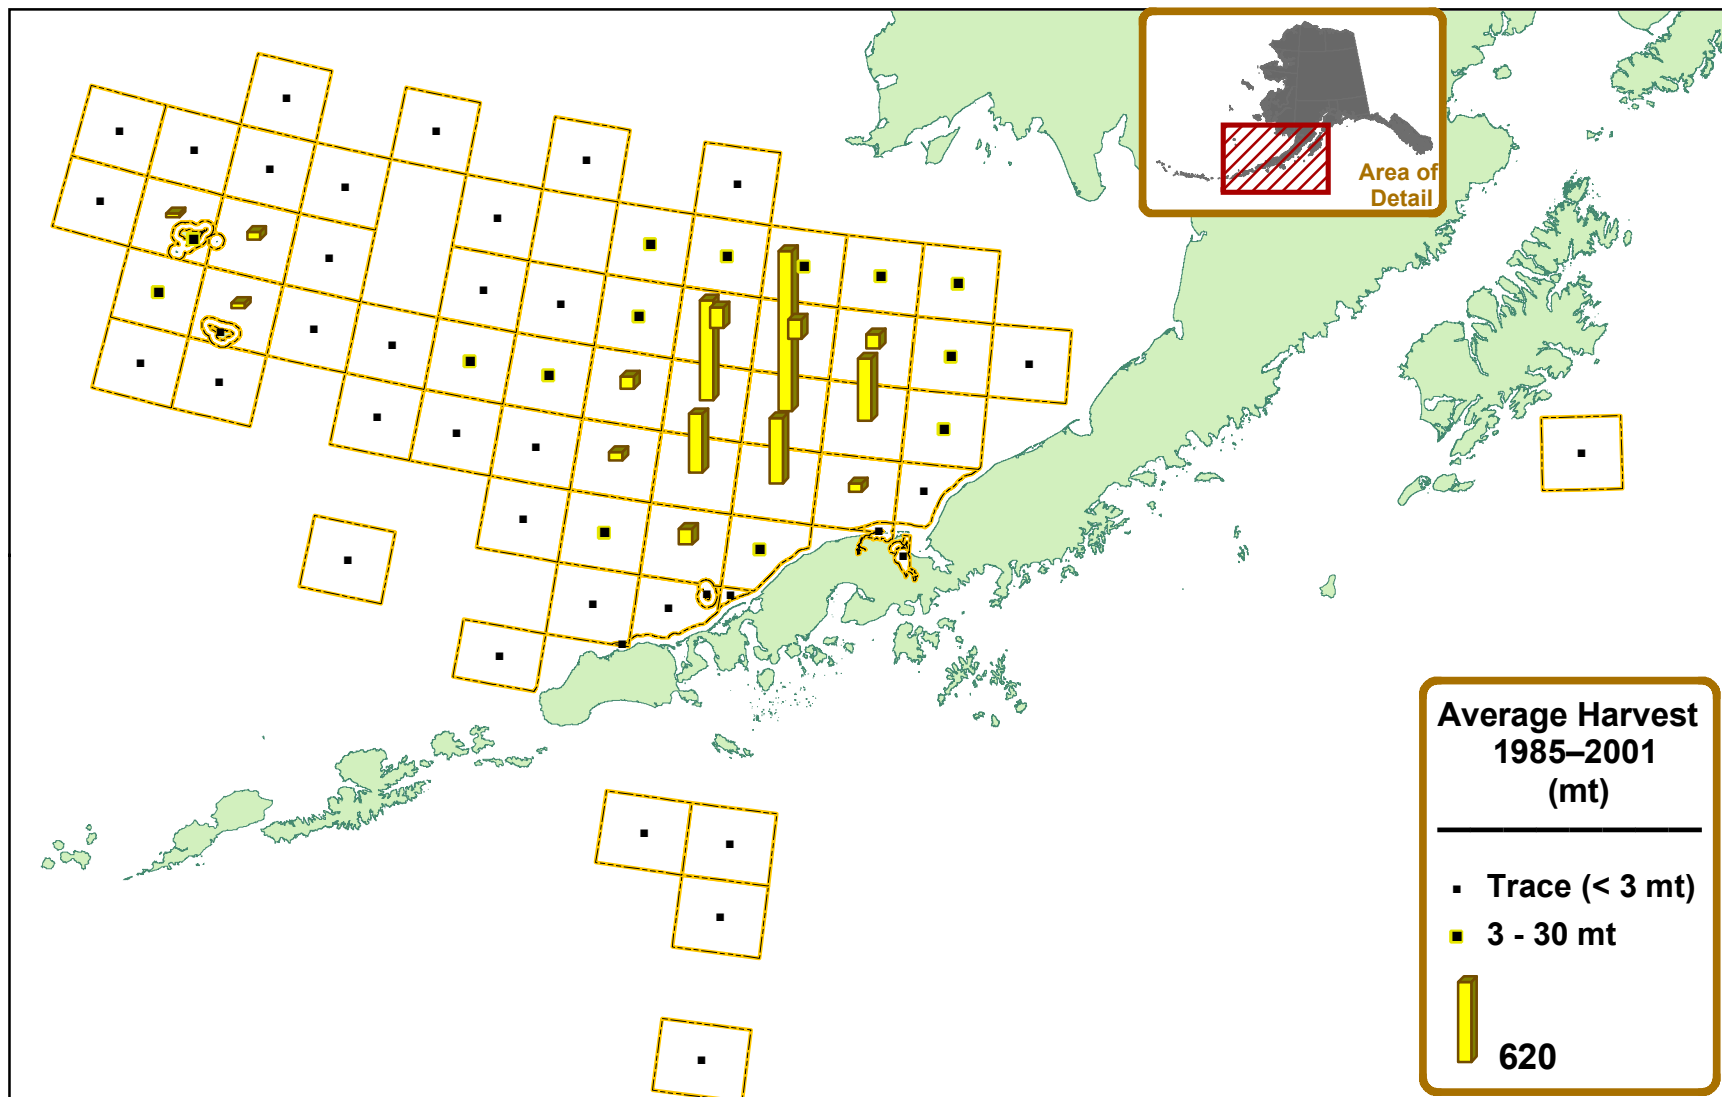 Area of
Detail
Average Harvest
1985–2001
(mt)
Trace (< 3 mt)
3 - 30 mt
620